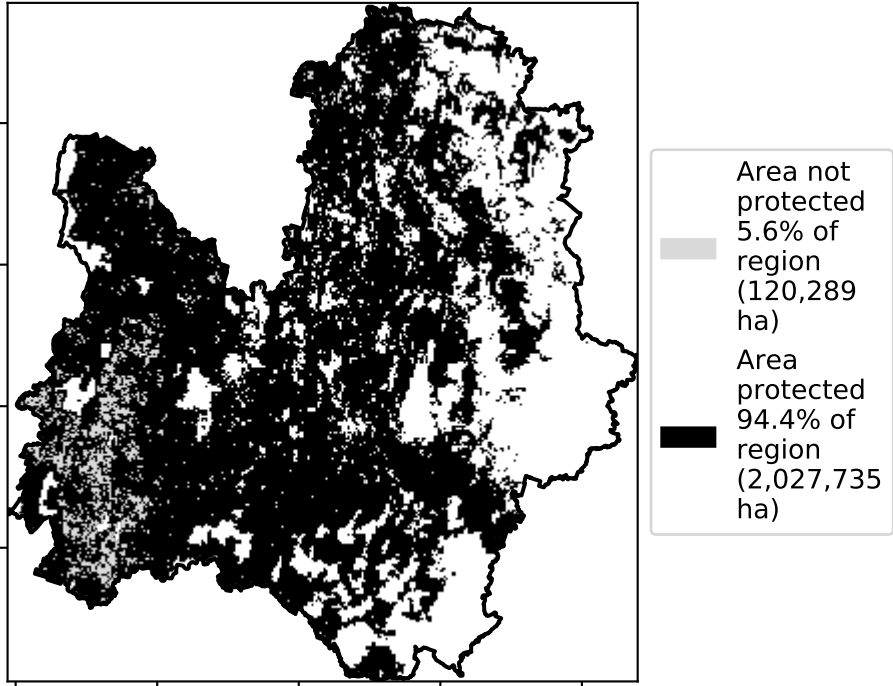 Area not
protected
5.6% of
region
(120,289
ha)
Area
protected
94.4% of
region
(2,027,735
ha)